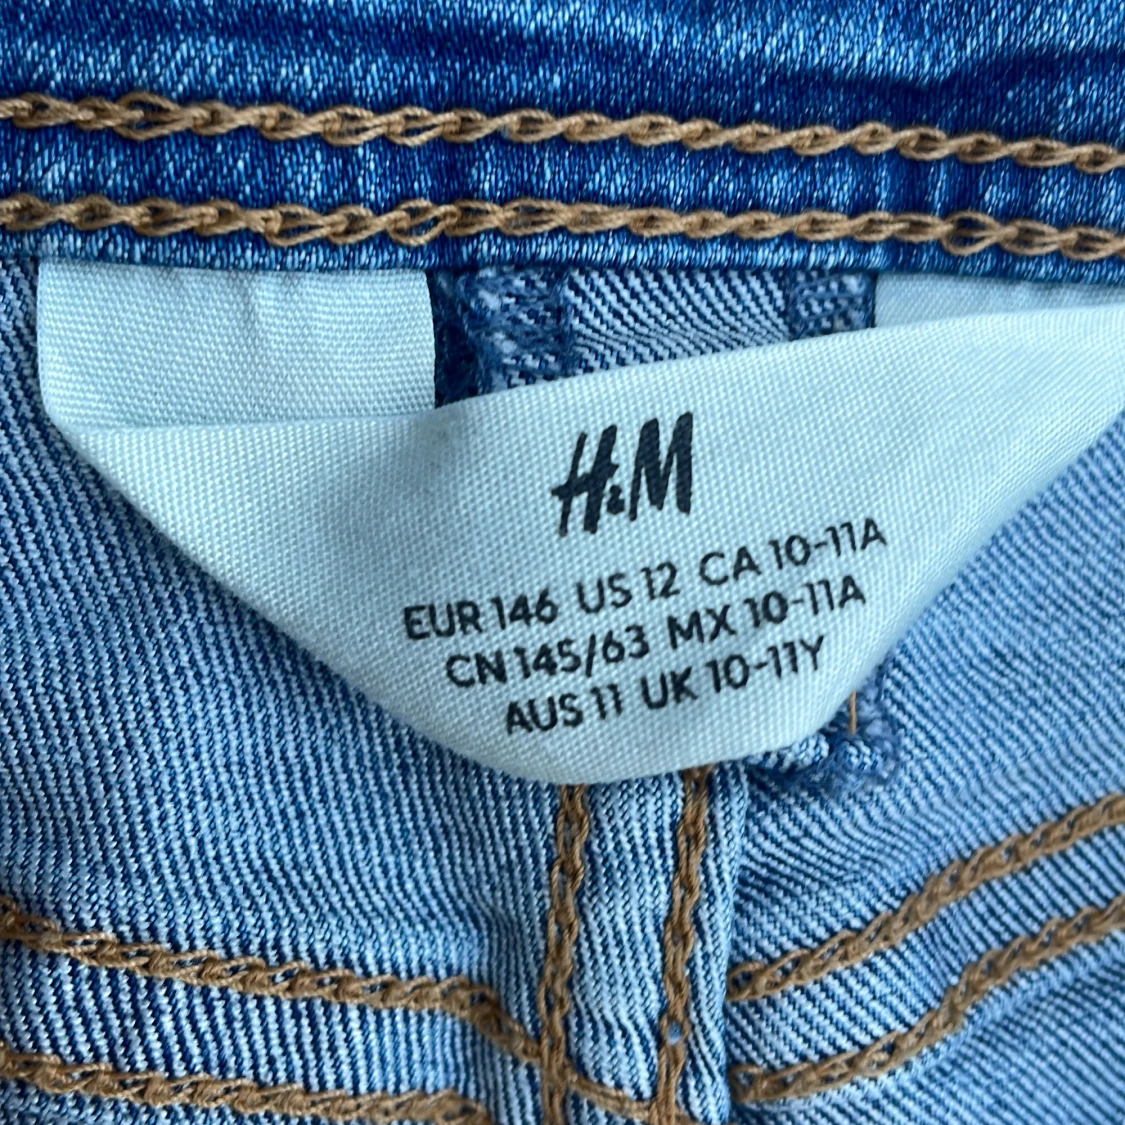 H&M
EUR 146 US 12 CA 10-11A
CN 145/63 MX 10-11A
AUS 11 UK 10-11Y